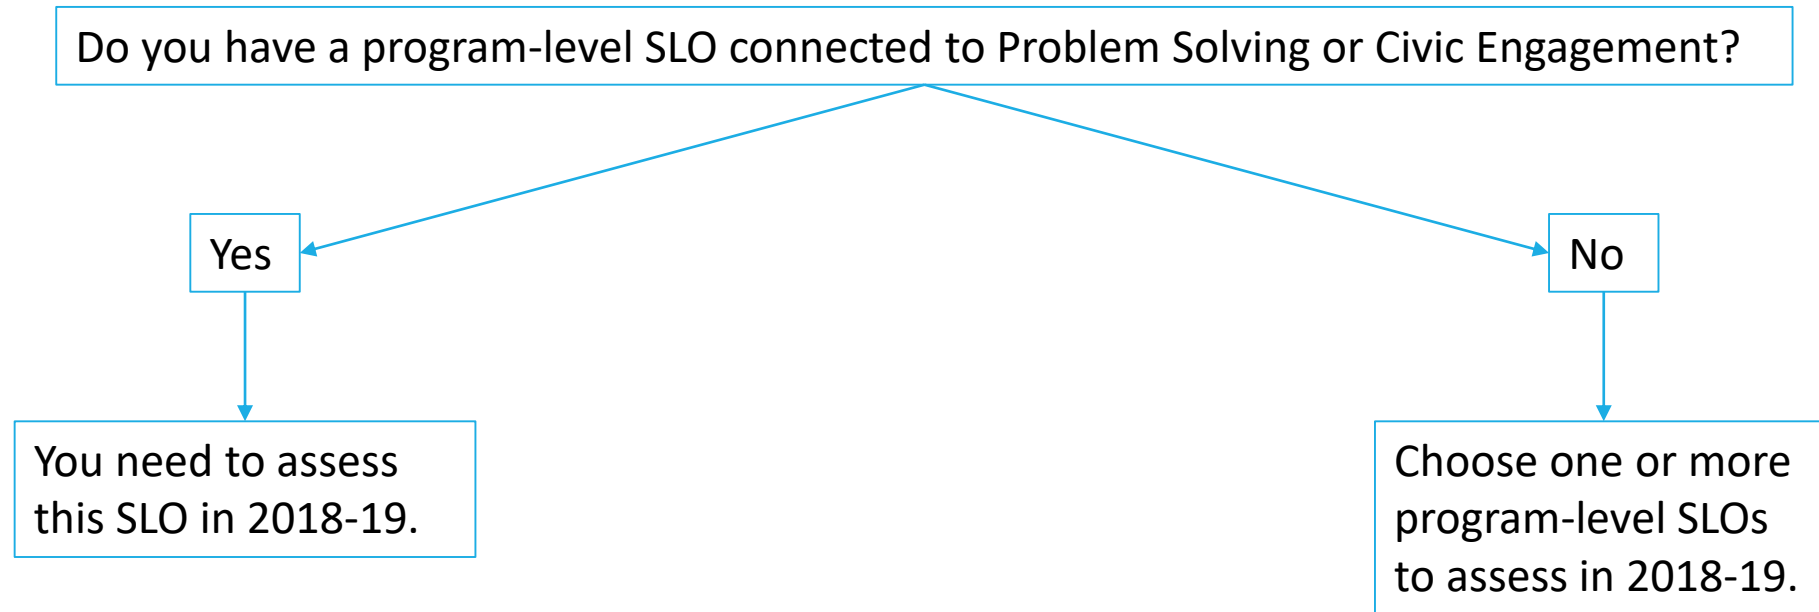 Do you have a program-level SLO connected to Problem Solving or Civic Engagement?
Yes
No
You need to assess
this SLO in 2018-19.
Choose one or more
program-level SLOs
to assess in 2018-19.